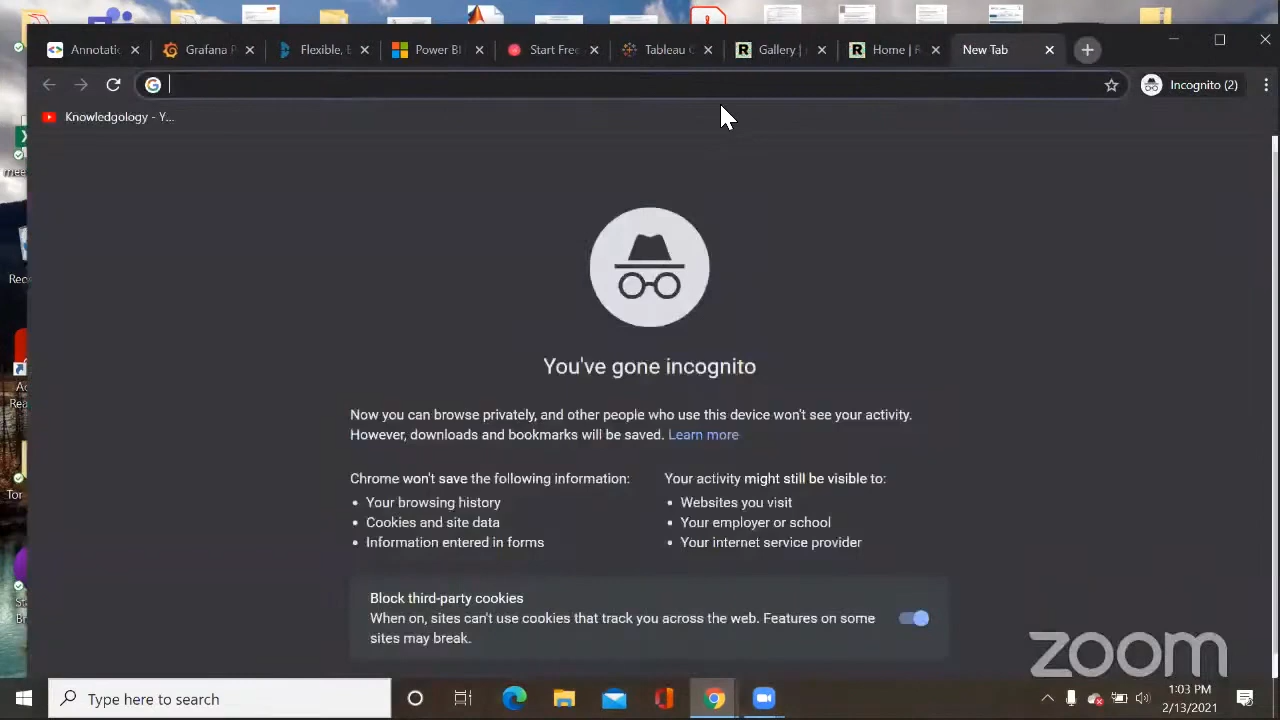 Annotatic
Grafana P
Flexible, E
Power BI
Start Free
Tableau C
Gallery |
Home | R
New Tab
Incognito (2)
Knowledgology - Y...
You've gone incognito
Now you can browse privately, and other people who use this device won't see your activity.
However, downloads and bookmarks will be saved. Learn more
Chrome won't save the following information:
Your browsing history
Cookies and site data
Information entered in forms
Your activity might still be visible to:
Websites you visit
Your employer or school
Your internet service provider
Block third-party cookies
When on, sites can't use cookies that track you across the web. Features on some
sites may break.
zoom
Type here to search
1:03 PM
2/13/2021